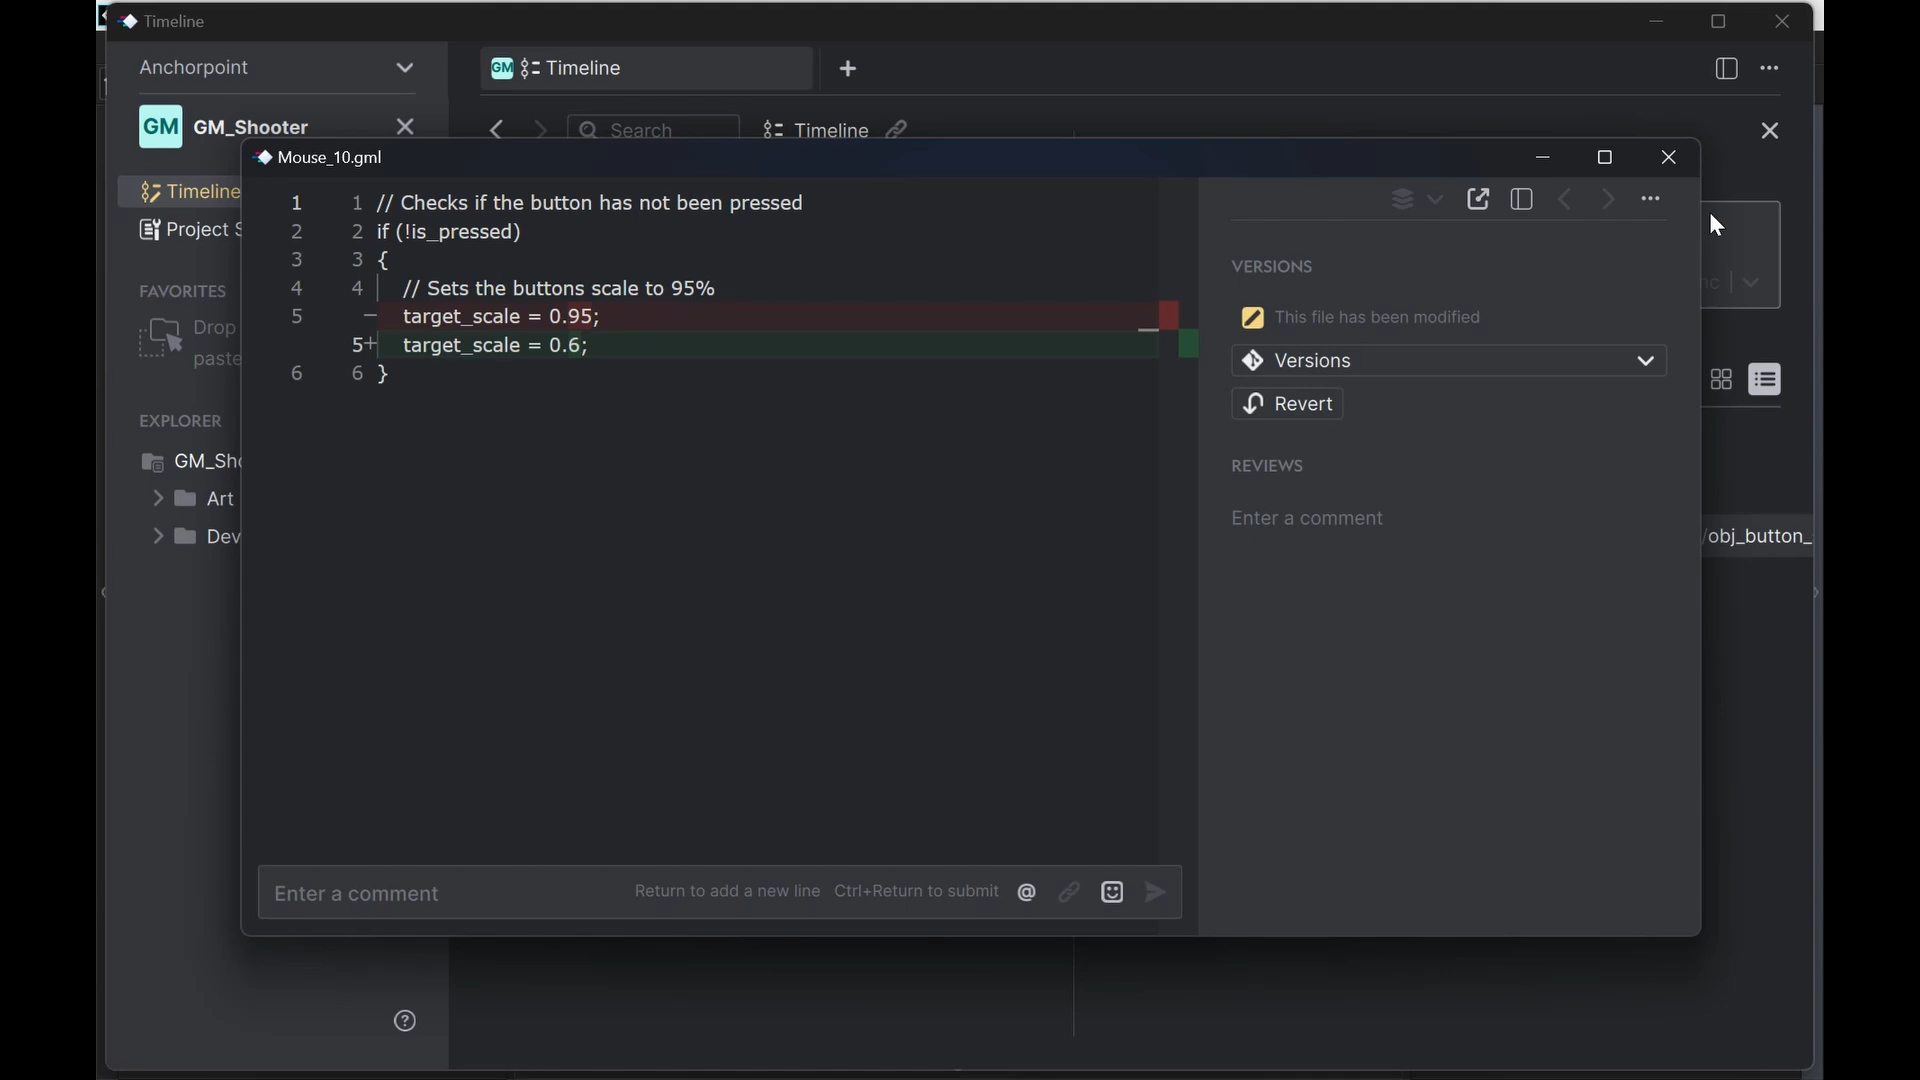 Timeline
Anchorpoint
GM Timeline
GM GM_Shooter
Search
Timeline
Mouse_10.gml
Timeline
Project
FAVORITES
Drop
paste
EXPLORER
GM_Sh
Art
Dev
1 1 // Checks if the button has not been pressed
2 2 if (!is_pressed)
3 3 {
4 4 // Sets the buttons scale to 95%
5 − target_scale = 0.95;
5+ target_scale = 0.6;
6 6 }
VERSIONS
This file has been modified
Versions
Revert
REVIEWS
Enter a comment
/obj_button_
Enter a comment Return to add a new line Ctrl+Return to submit @